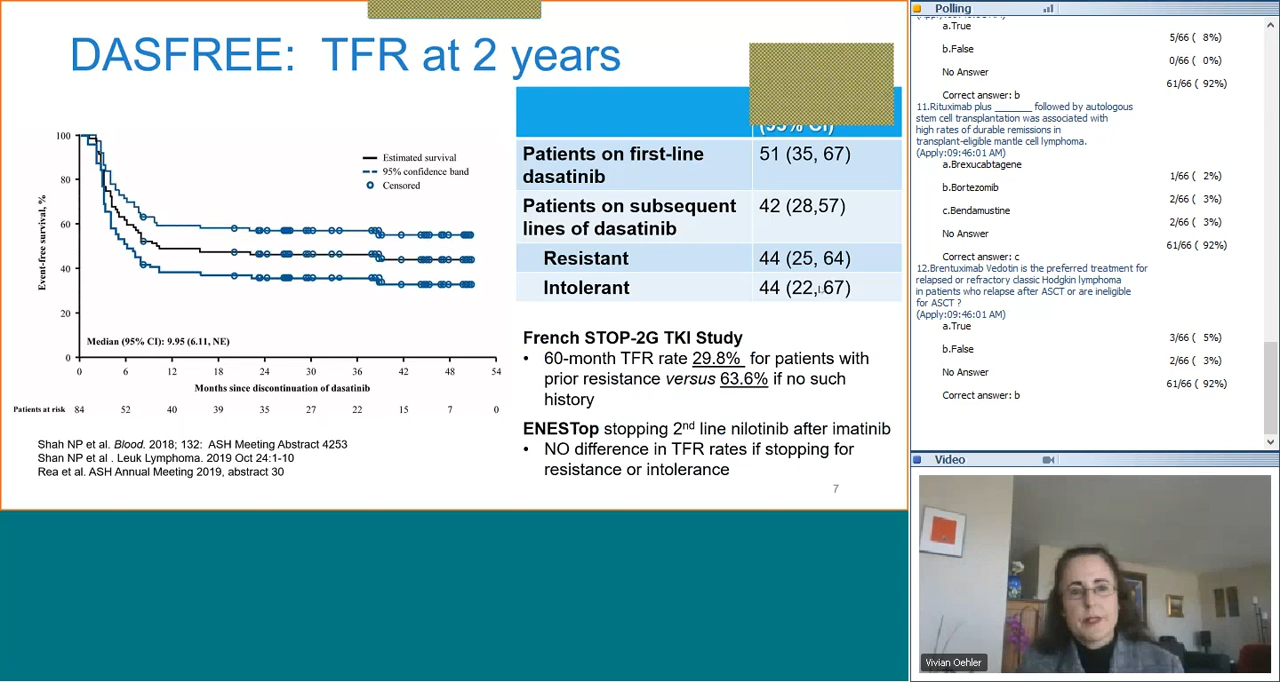 DASFREE: TFR at 2 years
(95% CI)
Patients on first-line
dasatinib
51 (35, 67)
Patients on subsequent
lines of dasatinib
42 (28,57)
Resistant
44 (25, 64)
Intolerant
44 (22, 67)
Event-free survival, %
100
80
60
40
20
0
Estimated survival
95% confidence band
Censored
Median (95% CI): 9.95 (6.11, NE)
0 6 12 18 24 30 36 42 48 54
Months since discontinuation of dasatinib
Patients at risk 84 52 40 39 35 27 22 15 7 0
French STOP-2G TKI Study
• 60-month TFR rate 29.8% for patients with
prior resistance versus 63.6% if no such
history
ENESTop stopping 2nd line nilotinib after imatinib
• NO difference in TFR rates if stopping for
resistance or intolerance
Shah NP et al. Blood. 2018; 132: ASH Meeting Abstract 4253
Shan NP et al . Leuk Lymphoma. 2019 Oct 24:1-10
Rea et al. ASH Annual Meeting 2019, abstract 30
7
Polling
a.True
5/66 ( 8%)
b.False
0/66 ( 0%)
No Answer
61/66 ( 92%)
Correct answer: b
11.Rituximab plus _______ followed by autologous
stem cell transplantation was associated with
high rates of durable remissions in
transplant-eligible mantle cell lymphoma.
(Apply:09:46:01 AM)
a.Brexucabtagene
1/66 ( 2%)
b.Bortezomib
2/66 ( 3%)
c.Bendamustine
2/66 ( 3%)
No Answer
61/66 ( 92%)
Correct answer: c
12.Brentuximab Vedotin is the preferred treatment for
relapsed or refractory classic Hodgkin lymphoma
in patients who relapse after ASCT or are ineligible
for ASCT ?
(Apply:09:46:01 AM)
a.True
3/66 ( 5%)
b.False
2/66 ( 3%)
No Answer
61/66 ( 92%)
Correct answer: b
Video
Vivian Oehler